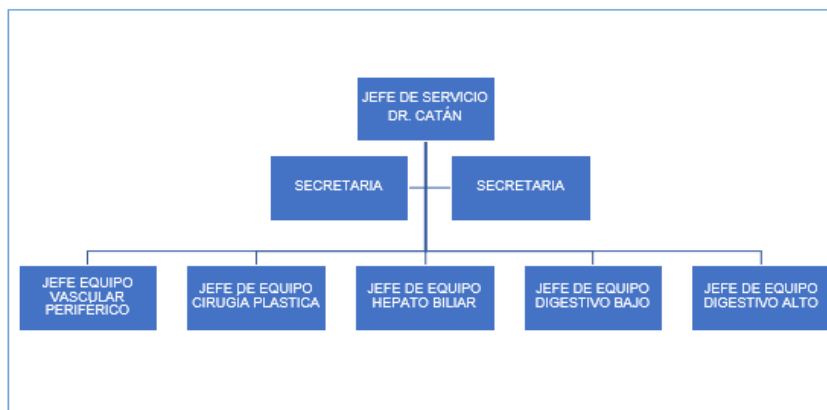 JEFE DE SERVICIO
DR. CATÁN
SECRETARIA
SECRETARIA
JEFE EQUIPO
VASCULAR
PERIFÉRICO
JEFE DE EQUIPO
CIRUGÍA PLASTICA
JEFE DE EQUIPO
HEPATO BILIAR
JEFE DE EQUIPO
DIGESTIVO BAJO
JEFE DE EQUIPO
DIGESTIVO ALTO